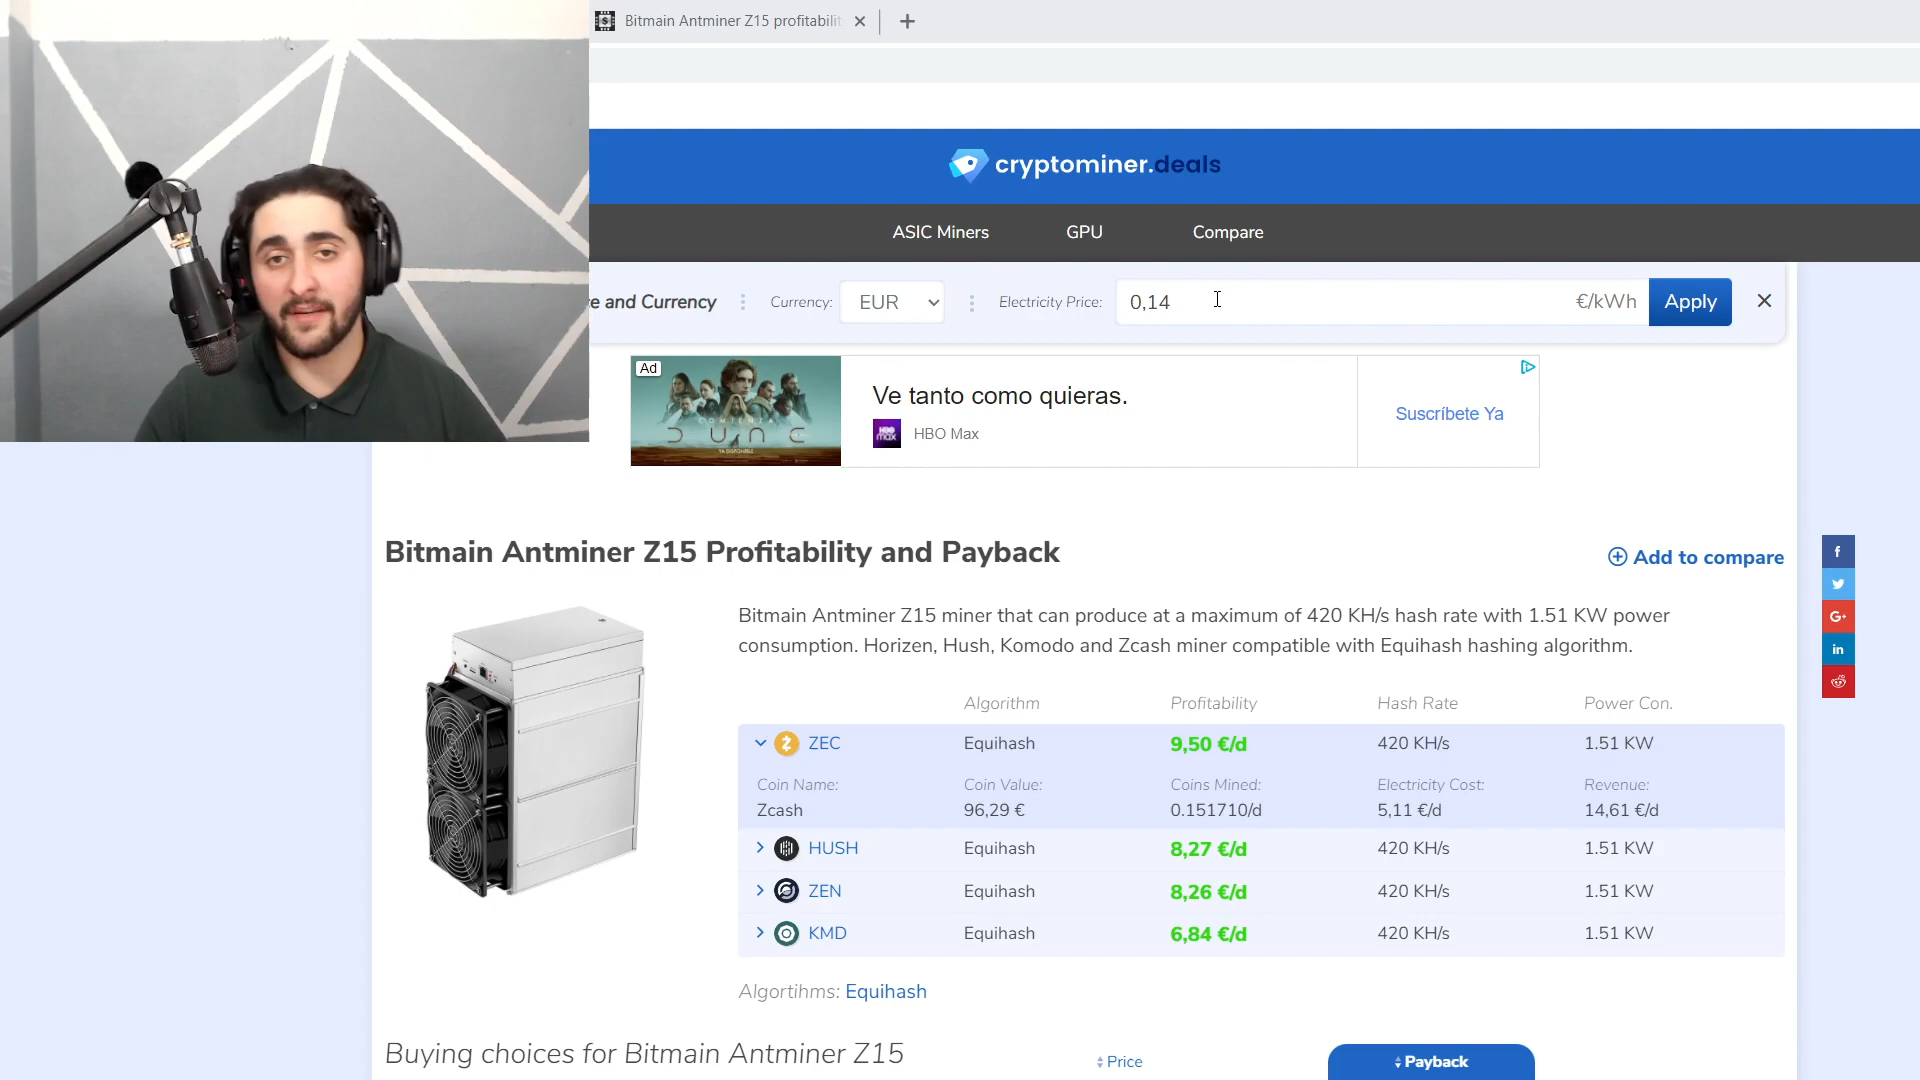 Bitmain Antminer Z15 profitabilit
cryptominer.deals
ASIC Miners
GPU
Compare
e and Currency
Currency:
EUR
Electricity Price:
0,14
€/kWh
Apply
Ad
COMIENZA
DUNE
YA DISPONIBLE
Ve tanto como quieras.
HBO max
HBO Max
Suscríbete Ya
Bitmain Antminer Z15 Profitability and Payback
Add to compare
Bitmain Antminer Z15 miner that can produce at a maximum of 420 KH/s hash rate with 1.51 KW power
consumption. Horizen, Hush, Komodo and Zcash miner compatible with Equihash hashing algorithm.
Algorithm Profitability Hash Rate Power Con.
ZEC Equihash 9,50 €/d 420 KH/s 1.51 KW
Coin Name: Coin Value: Coins Mined: Electricity Cost: Revenue:
Zcash 96,29 € 0.151710/d 5,11 €/d 14,61 €/d
HUSH Equihash 8,27 €/d 420 KH/s 1.51 KW
ZEN Equihash 8,26 €/d 420 KH/s 1.51 KW
KMD Equihash 6,84 €/d 420 KH/s 1.51 KW
Algortihms: Equihash
Buying choices for Bitmain Antminer Z15
Price
Payback
f
G+
in